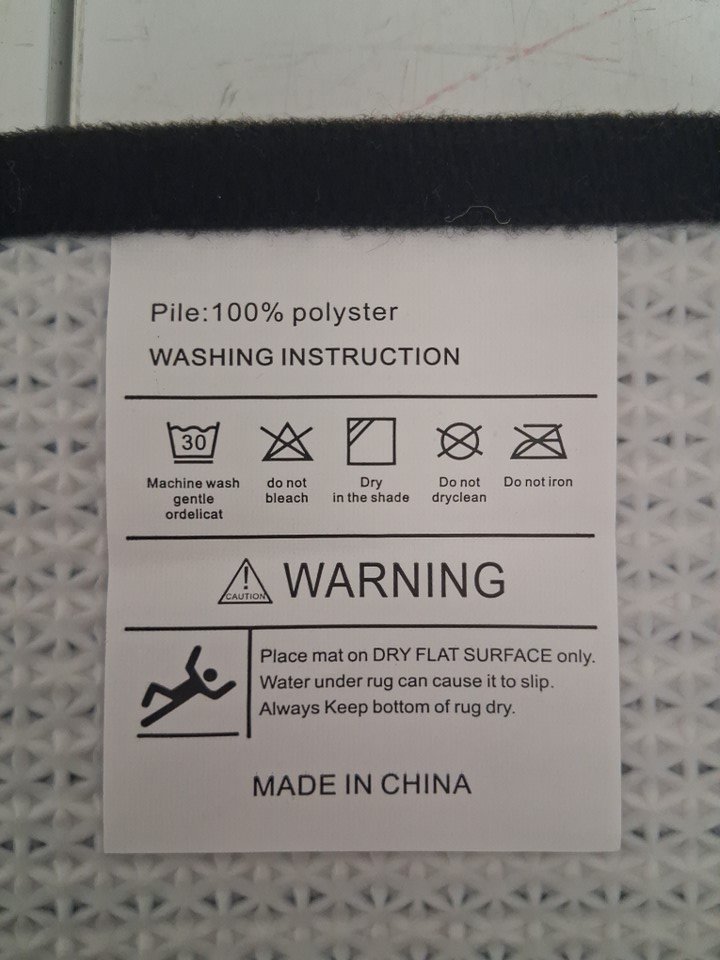 Pile:100% polyster
WASHING INSTRUCTION
30
Machine wash
gentle
ordelicat
do not
bleach
Dry
in the shade
Do not
dryclean
Do not iron
CAUTION
WARNING
Place mat on DRY FLAT SURFACE only.
Water under rug can cause it to slip.
Always Keep bottom of rug dry.
MADE IN CHINA